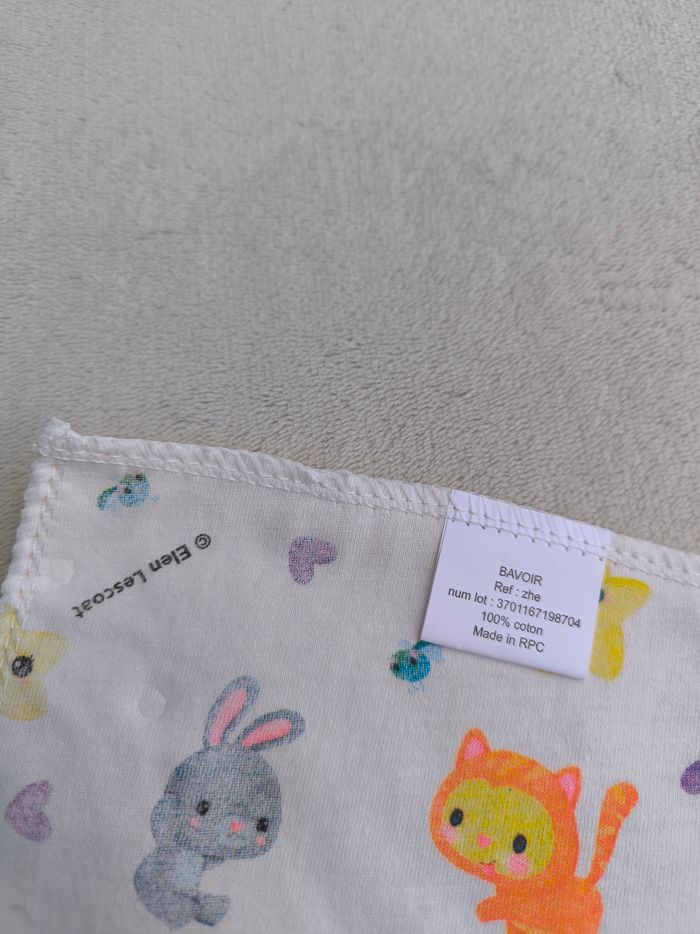 © Elen Lescoat
BAVOIR
Ref : zhe
num lot : 3701167198704
100% coton
Made in RPC